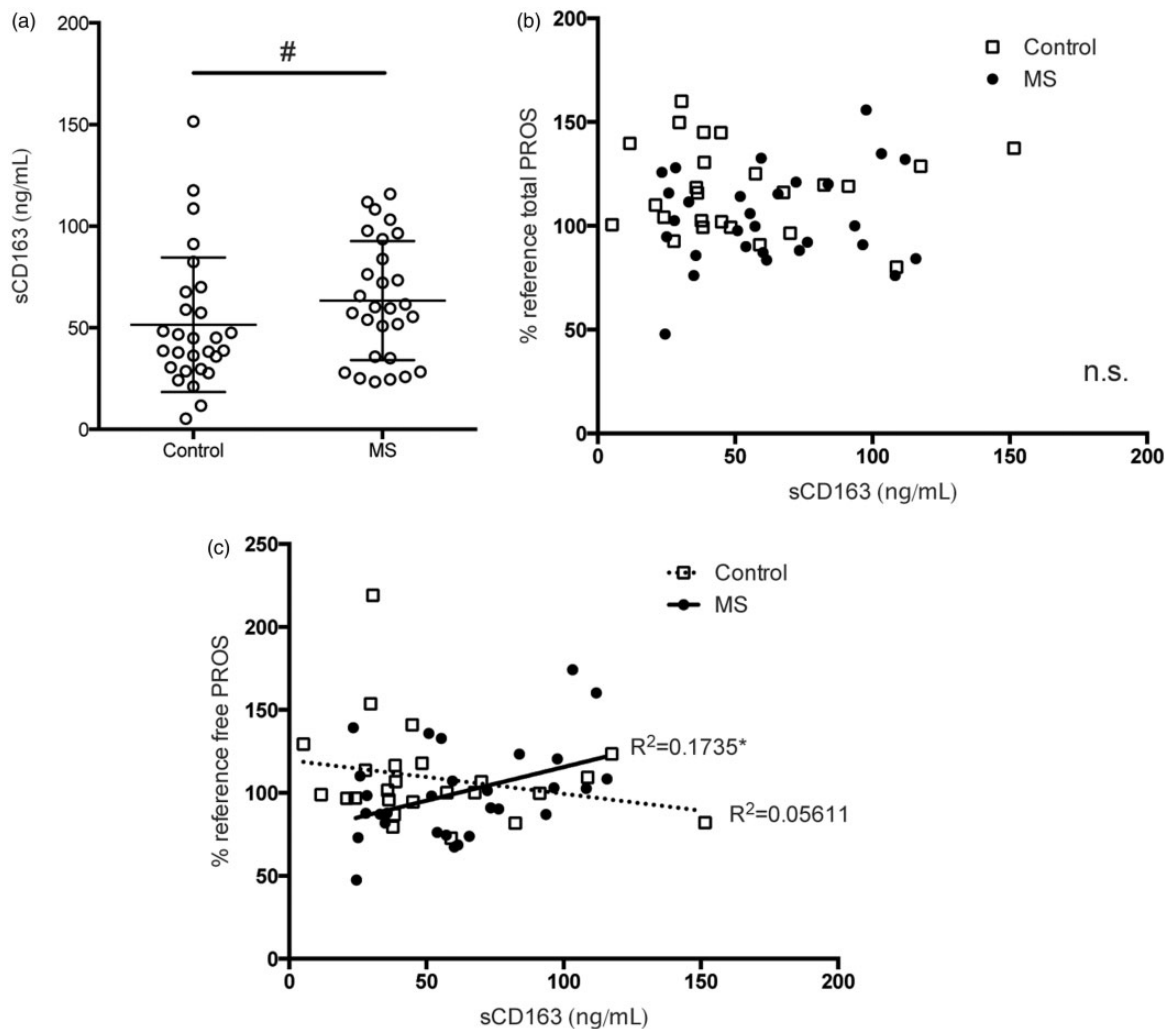 (a)
200
150
100
50
0
sCD163 (ng/mL)
#
Control
MS
(b)
200
150
100
50
0
% reference total PROS
Control
MS
n.s.
0
50
100
150
200
sCD163 (ng/mL)
(c)
250
200
150
100
50
0
% reference free PROS
Control
MS
R²=0.1735*
R²=0.05611
0
50
100
150
200
sCD163 (ng/mL)